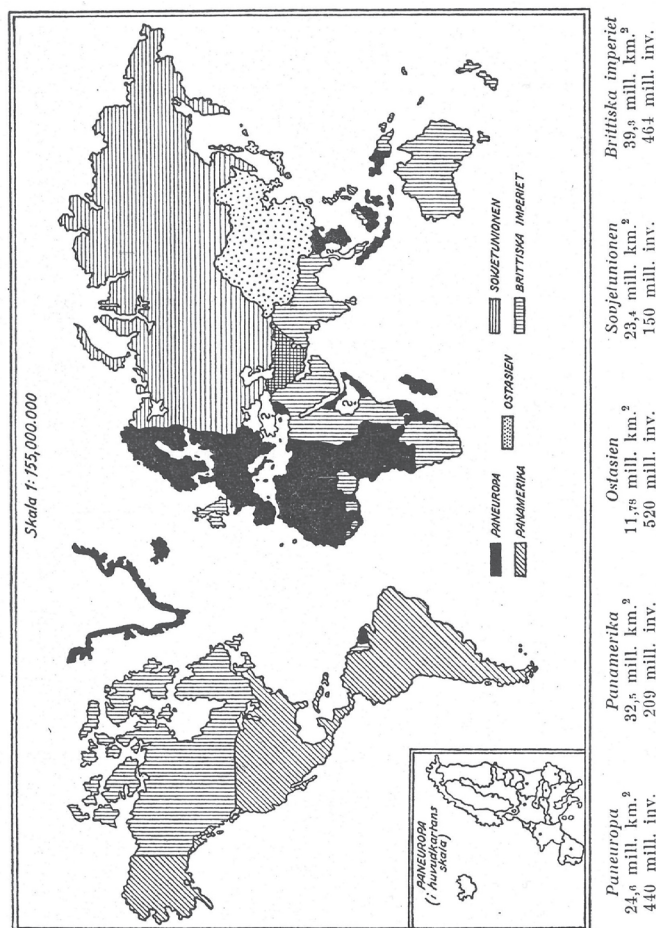 Skala 1: 155,000.000
PANEUROPA
PANAMERIKA
OSTASIEN
SOVJETUNIONEN
BRITTISKA IMPERIET
2
2
PANEUROPA
(i huvudkartans
skala)
Paneuropa
24,6 mill. km.²
440 mill. inv.
Panamerika
32,5 mill. km.²
209 mill. inv.
Ostasien
11,78 mill. km.²
520 mill. inv.
Sovjetunionen
23,4 mill. km.²
150 mill. inv.
Brittiska imperiet
39,3 mill. km.²
464 mill. inv.